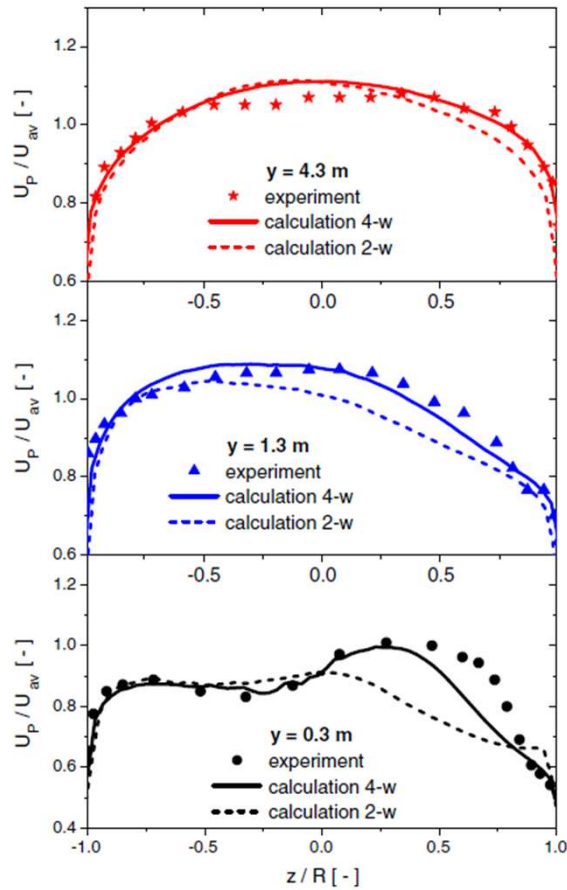 1.2
1.0
0.8
0.6
U_P / U_av [ - ]
y = 4.3 m
experiment
calculation 4-w
calculation 2-w
-0.5 0.0 0.5
1.2
1.0
0.8
0.6
U_P / U_av [ - ]
y = 1.3 m
experiment
calculation 4-w
calculation 2-w
-0.5 0.0 0.5
1.2
1.0
0.8
0.6
0.4
U_P / U_av [ - ]
y = 0.3 m
experiment
calculation 4-w
calculation 2-w
-1.0 -0.5 0.0 0.5 1.0
z / R [ - ]